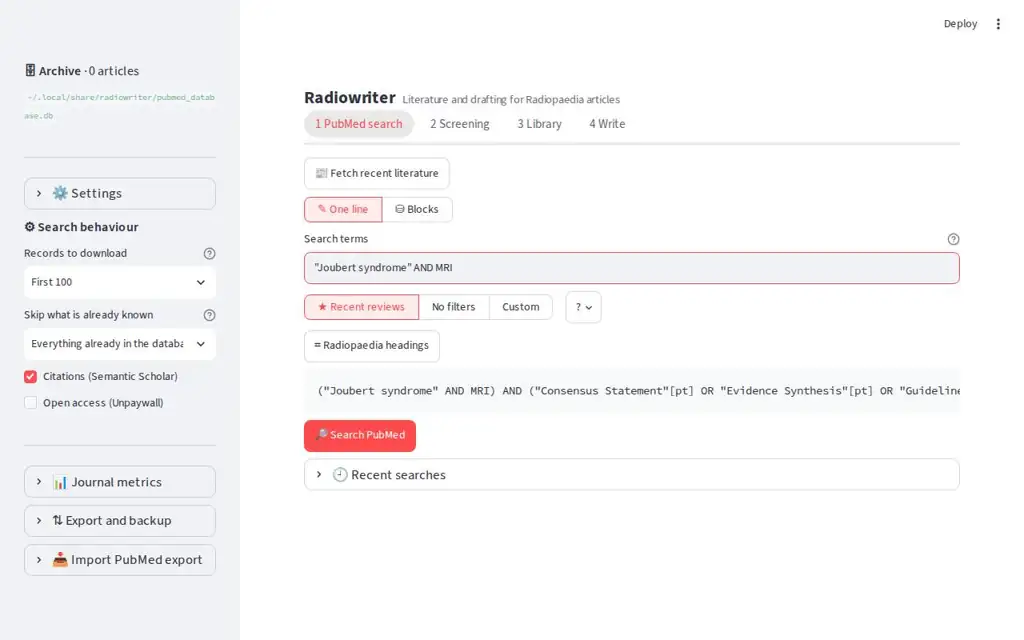 Deploy
Archive · 0 articles
~/.local/share/radiowriter/pubmed_datab
ase.db
Settings
Search behaviour
Records to download
First 100
Skip what is already known
Everything already in the databa
Citations (Semantic Scholar)
Open access (Unpaywall)
Journal metrics
Export and backup
Import PubMed export
Radiowriter Literature and drafting for Radiopaedia articles
1 PubMed search 2 Screening 3 Library 4 Write
Fetch recent literature
One line Blocks
Search terms
"Joubert syndrome" AND MRI
Recent reviews No filters Custom ?
Radiopaedia headings
("Joubert syndrome" AND MRI) AND ("Consensus Statement"[pt] OR "Evidence Synthesis"[pt] OR "Guideline
Search PubMed
Recent searches